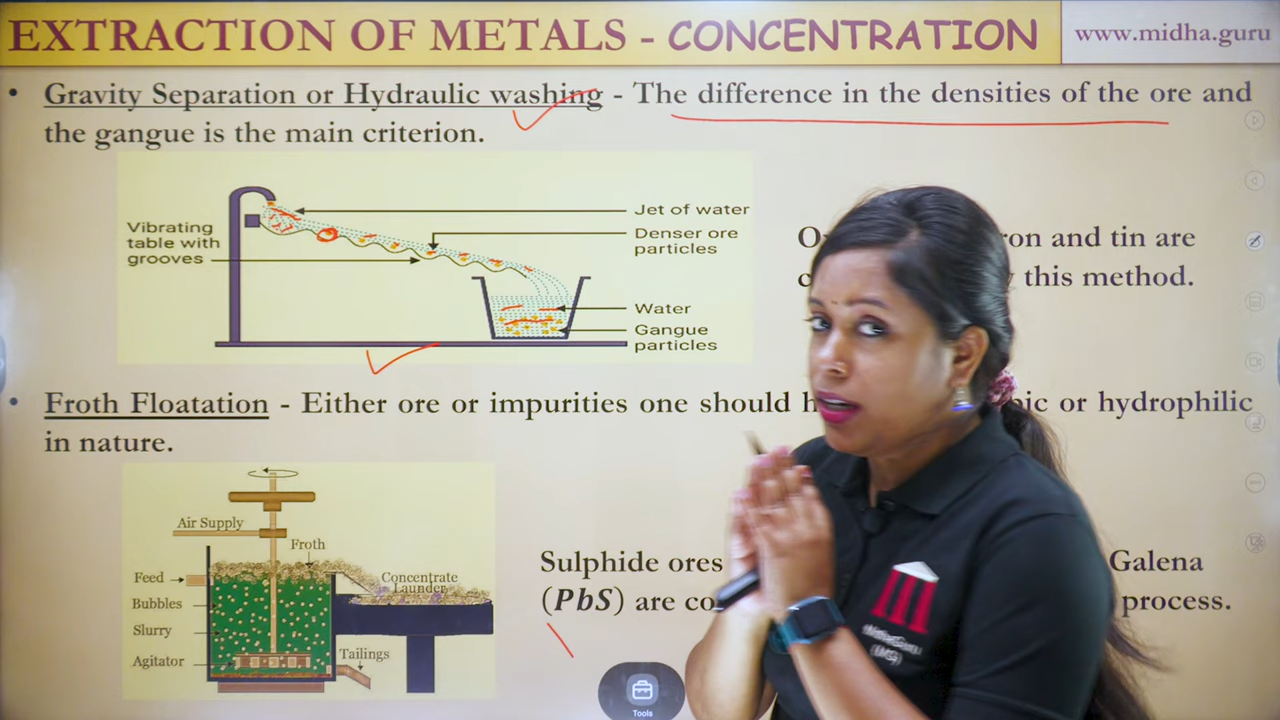 EXTRACTION OF METALS - CONCENTRATION
www.midha.guru
• Gravity Separation or Hydraulic washing - The difference in the densities of the ore and
the gangue is the main criterion.
Vibrating
table with
grooves
Jet of water
Denser ore
particles
Water
Gangue
particles
and tin are
this method.
• Froth Floatation - Either ore or impurities one should
or hydrophilic
in nature.
Air Supply
Froth
Feed
Bubbles
Slurry
Agitator
Concentrate
Launder
Tailings
Sulphide ores
Galena
(PbS) are
process.
Tools